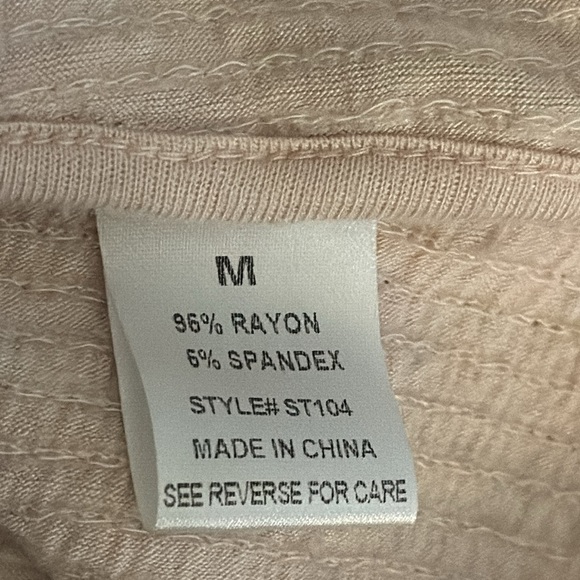 M
96% RAYON
6% SPANDEX
STYLE# ST104
MADE IN CHINA
SEE REVERSE FOR CARE